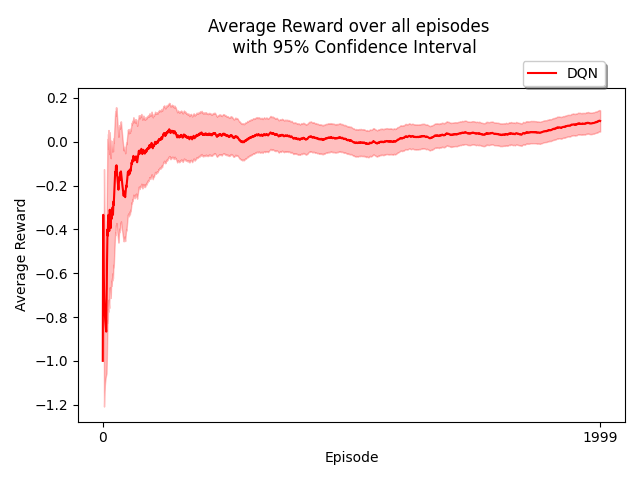 Average Reward over all episodes
with 95% Confidence Interval
DQN
0.2
0.0
−0.2
−0.4
−0.6
−0.8
−1.0
−1.2
Average Reward
0
1999
Episode